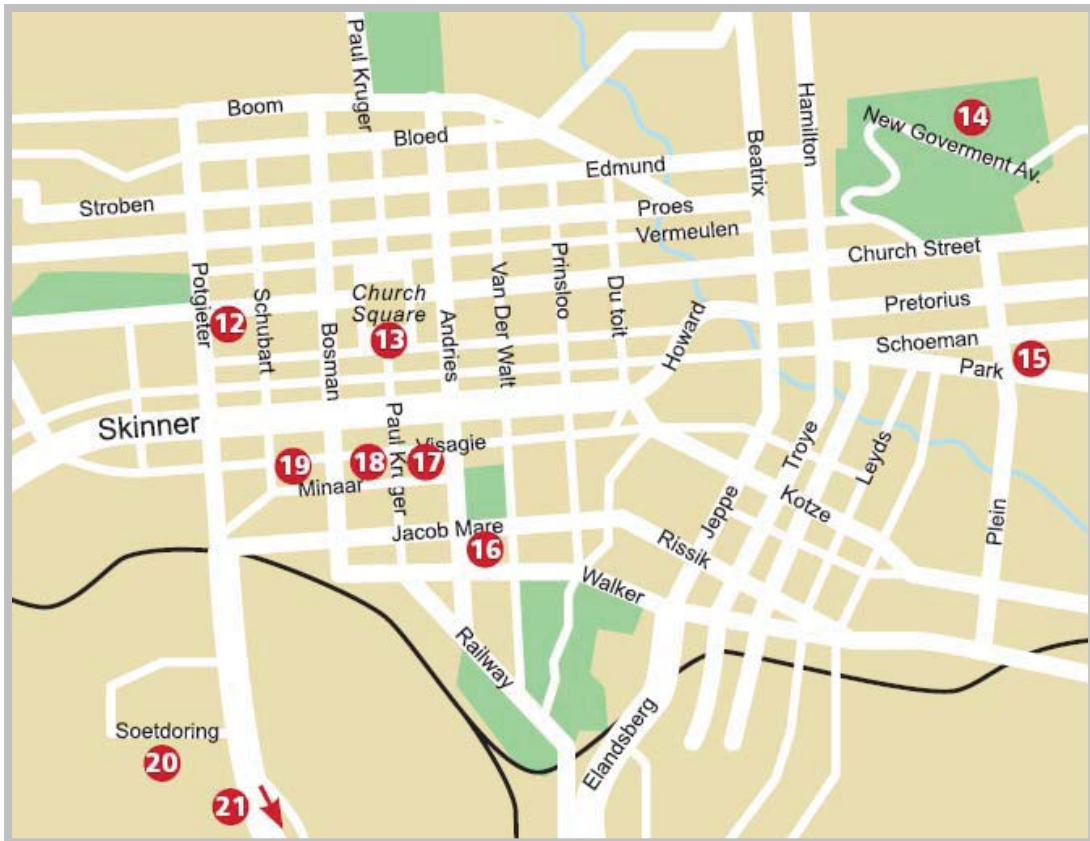 Paul Kruger
Boom
Bloed
Hamilton
14
New Goverment Av.
Beatrix
Edmund
Stroben
Proes
Vermeulen
Church Street
Potgieter
Schubart
Church
Square
Van Der Walt
Prinsloo
Du toit
Pretorius
12
13
Bosman
Andries
Howard
Schoeman
Park
15
Skinner
Paul Kruger
Visagie
19
18
17
Minaar
Troye
Leyds
Kotze
Jeppe
Plein
Jacob Mare
16
Rissik
Walker
Railway
Soetdoring
20
Elandsberg
21